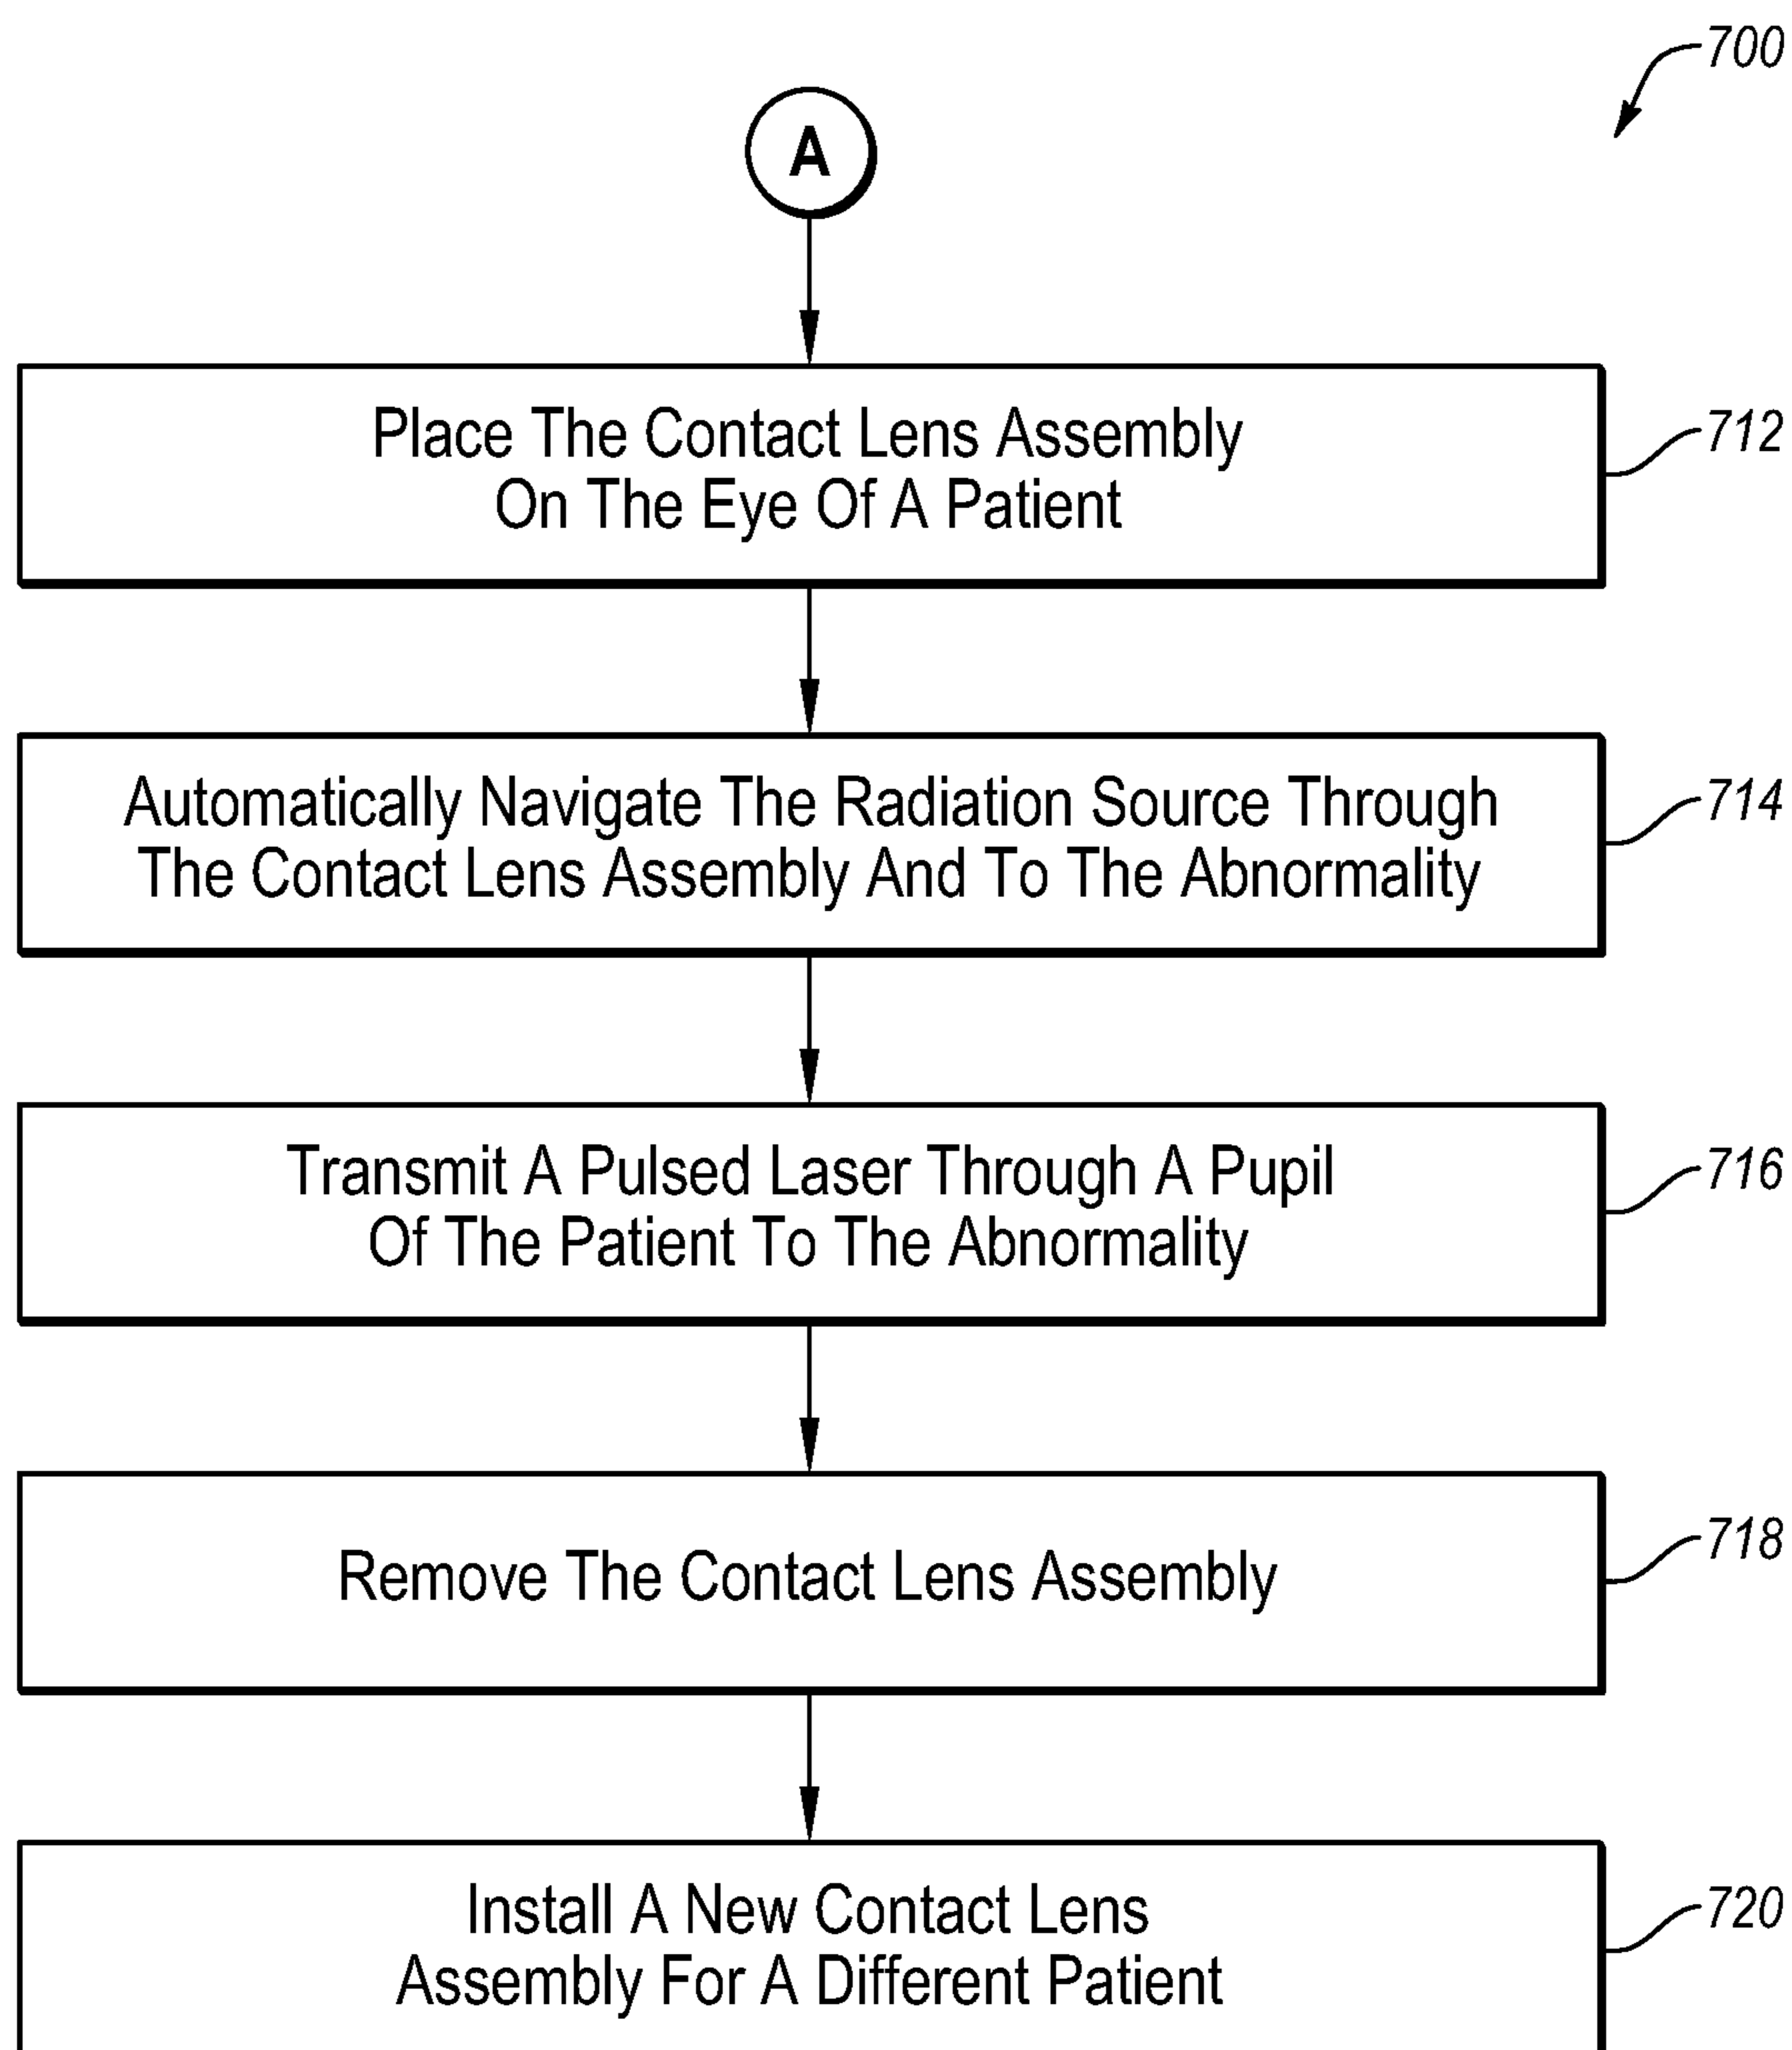 700
A
Place The Contact Lens Assembly
On The Eye Of A Patient
712
Automatically Navigate The Radiation Source Through
The Contact Lens Assembly And To The Abnormality
714
Transmit A Pulsed Laser Through A Pupil
Of The Patient To The Abnormality
716
Remove The Contact Lens Assembly
718
Install A New Contact Lens
Assembly For A Different Patient
720